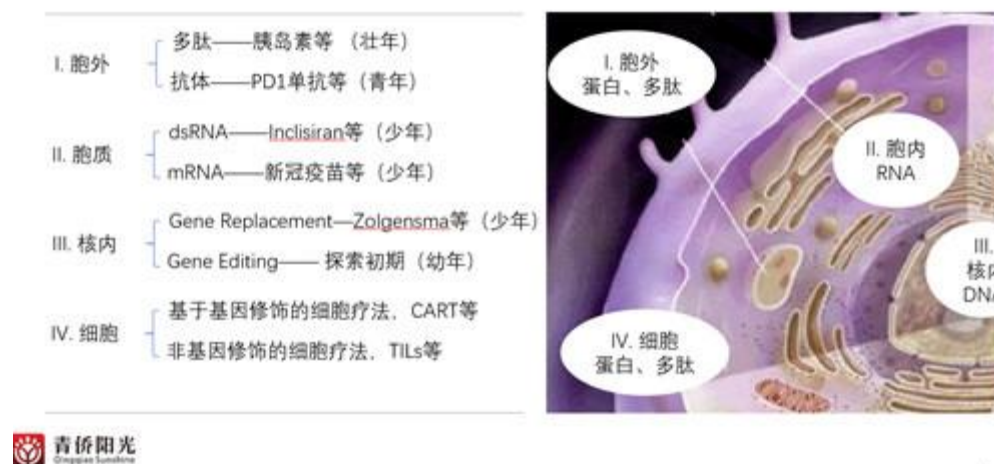 I. 胞外
多肽——胰岛素等 （壮年）
抗体——PD1单抗等（青年）
II. 胞质
dsRNA——Inclisiran等（少年）
mRNA——新冠疫苗等（少年）
III. 核内
Gene Replacement—Zolgensma等（少年）
Gene Editing—— 探索初期（幼年）
IV. 细胞
基于基因修饰的细胞疗法，CART等
非基因修饰的细胞疗法，TILs等
I. 胞外
蛋白、多肽
II. 胞内
RNA
III.
核内
DNA
IV. 细胞
蛋白、多肽
青侨阳光
Qingqiao Sunshine